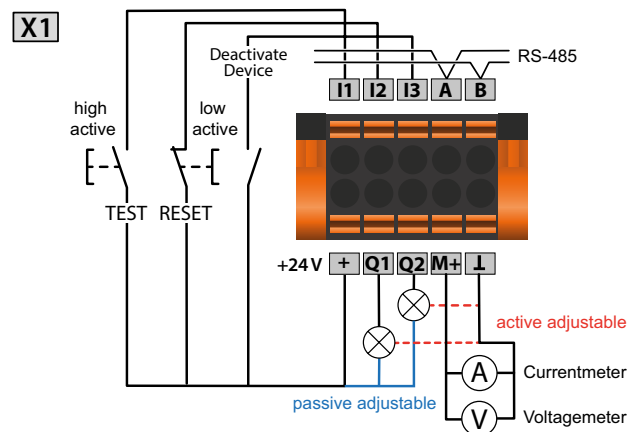 X1
Deactivate
Device
RS-485
I1 I2 I3 A B
high
active
low
active
TEST RESET
+24 V + Q1 Q2 M+ ⊥
active adjustable
passive adjustable
A Currentmeter
V Voltagemeter